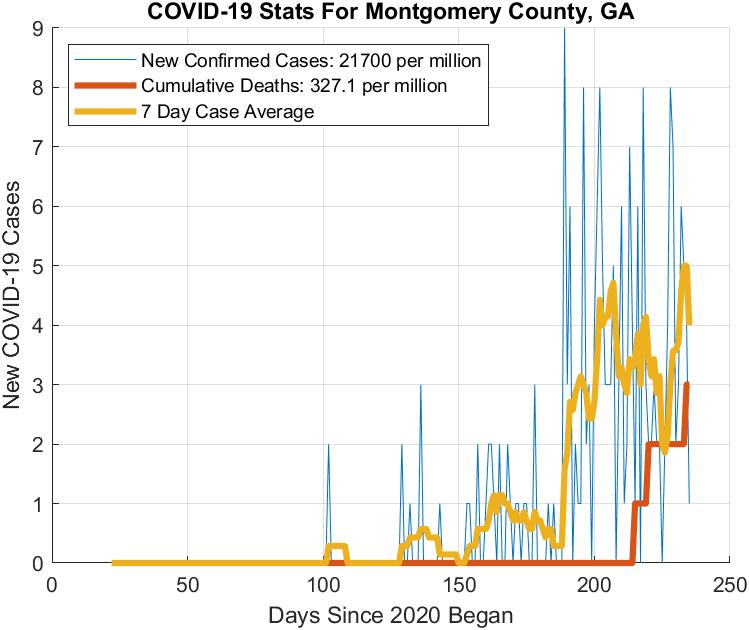 COVID-19 Stats For Montgomery County, GA
New Confirmed Cases: 21700 per million
Cumulative Deaths: 327.1 per million
7 Day Case Average
New COVID-19 Cases
9
8
7
6
5
4
3
2
1
0
0 50 100 150 200 250
Days Since 2020 Began